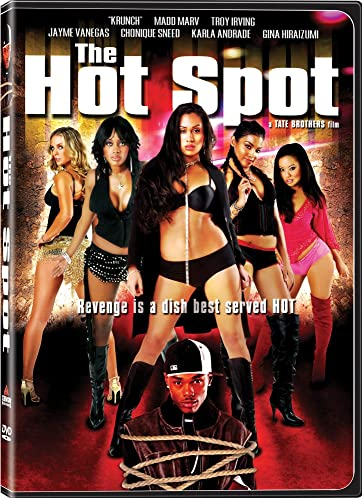 "KRUNCH" MADD MARV TROY IRVING
JAYME VANEGAS CHONIQUE SNEED KARLA ANDRADE GINA HIRAIZUMI
The
Hot Spot
a TATE BROTHERS film
Revenge is a dish best served HOT
Hot Spot
DVD